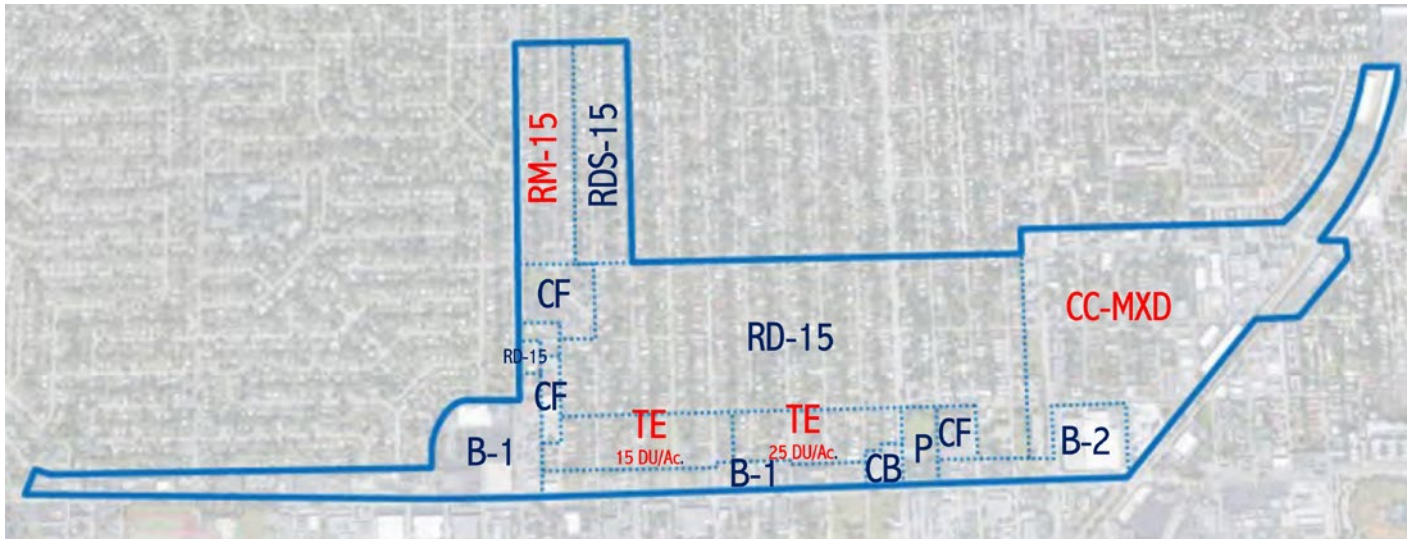 RM-15
RDS-15
CF
CC-MXD
RD-15
RD-15
CF
TE
15 DU/Ac.
TE
25 DU/Ac.
B-1
B-1
CB
P
CF
B-2